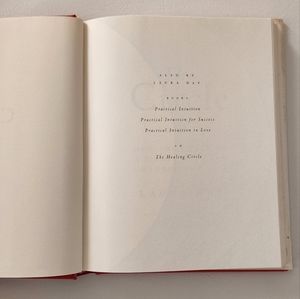 ALSO BY
LAURA DAY
BOOKS
Practical Intuition
Practical Intuition for Success
Practical Intuition in Love
CD
The Healing Circle